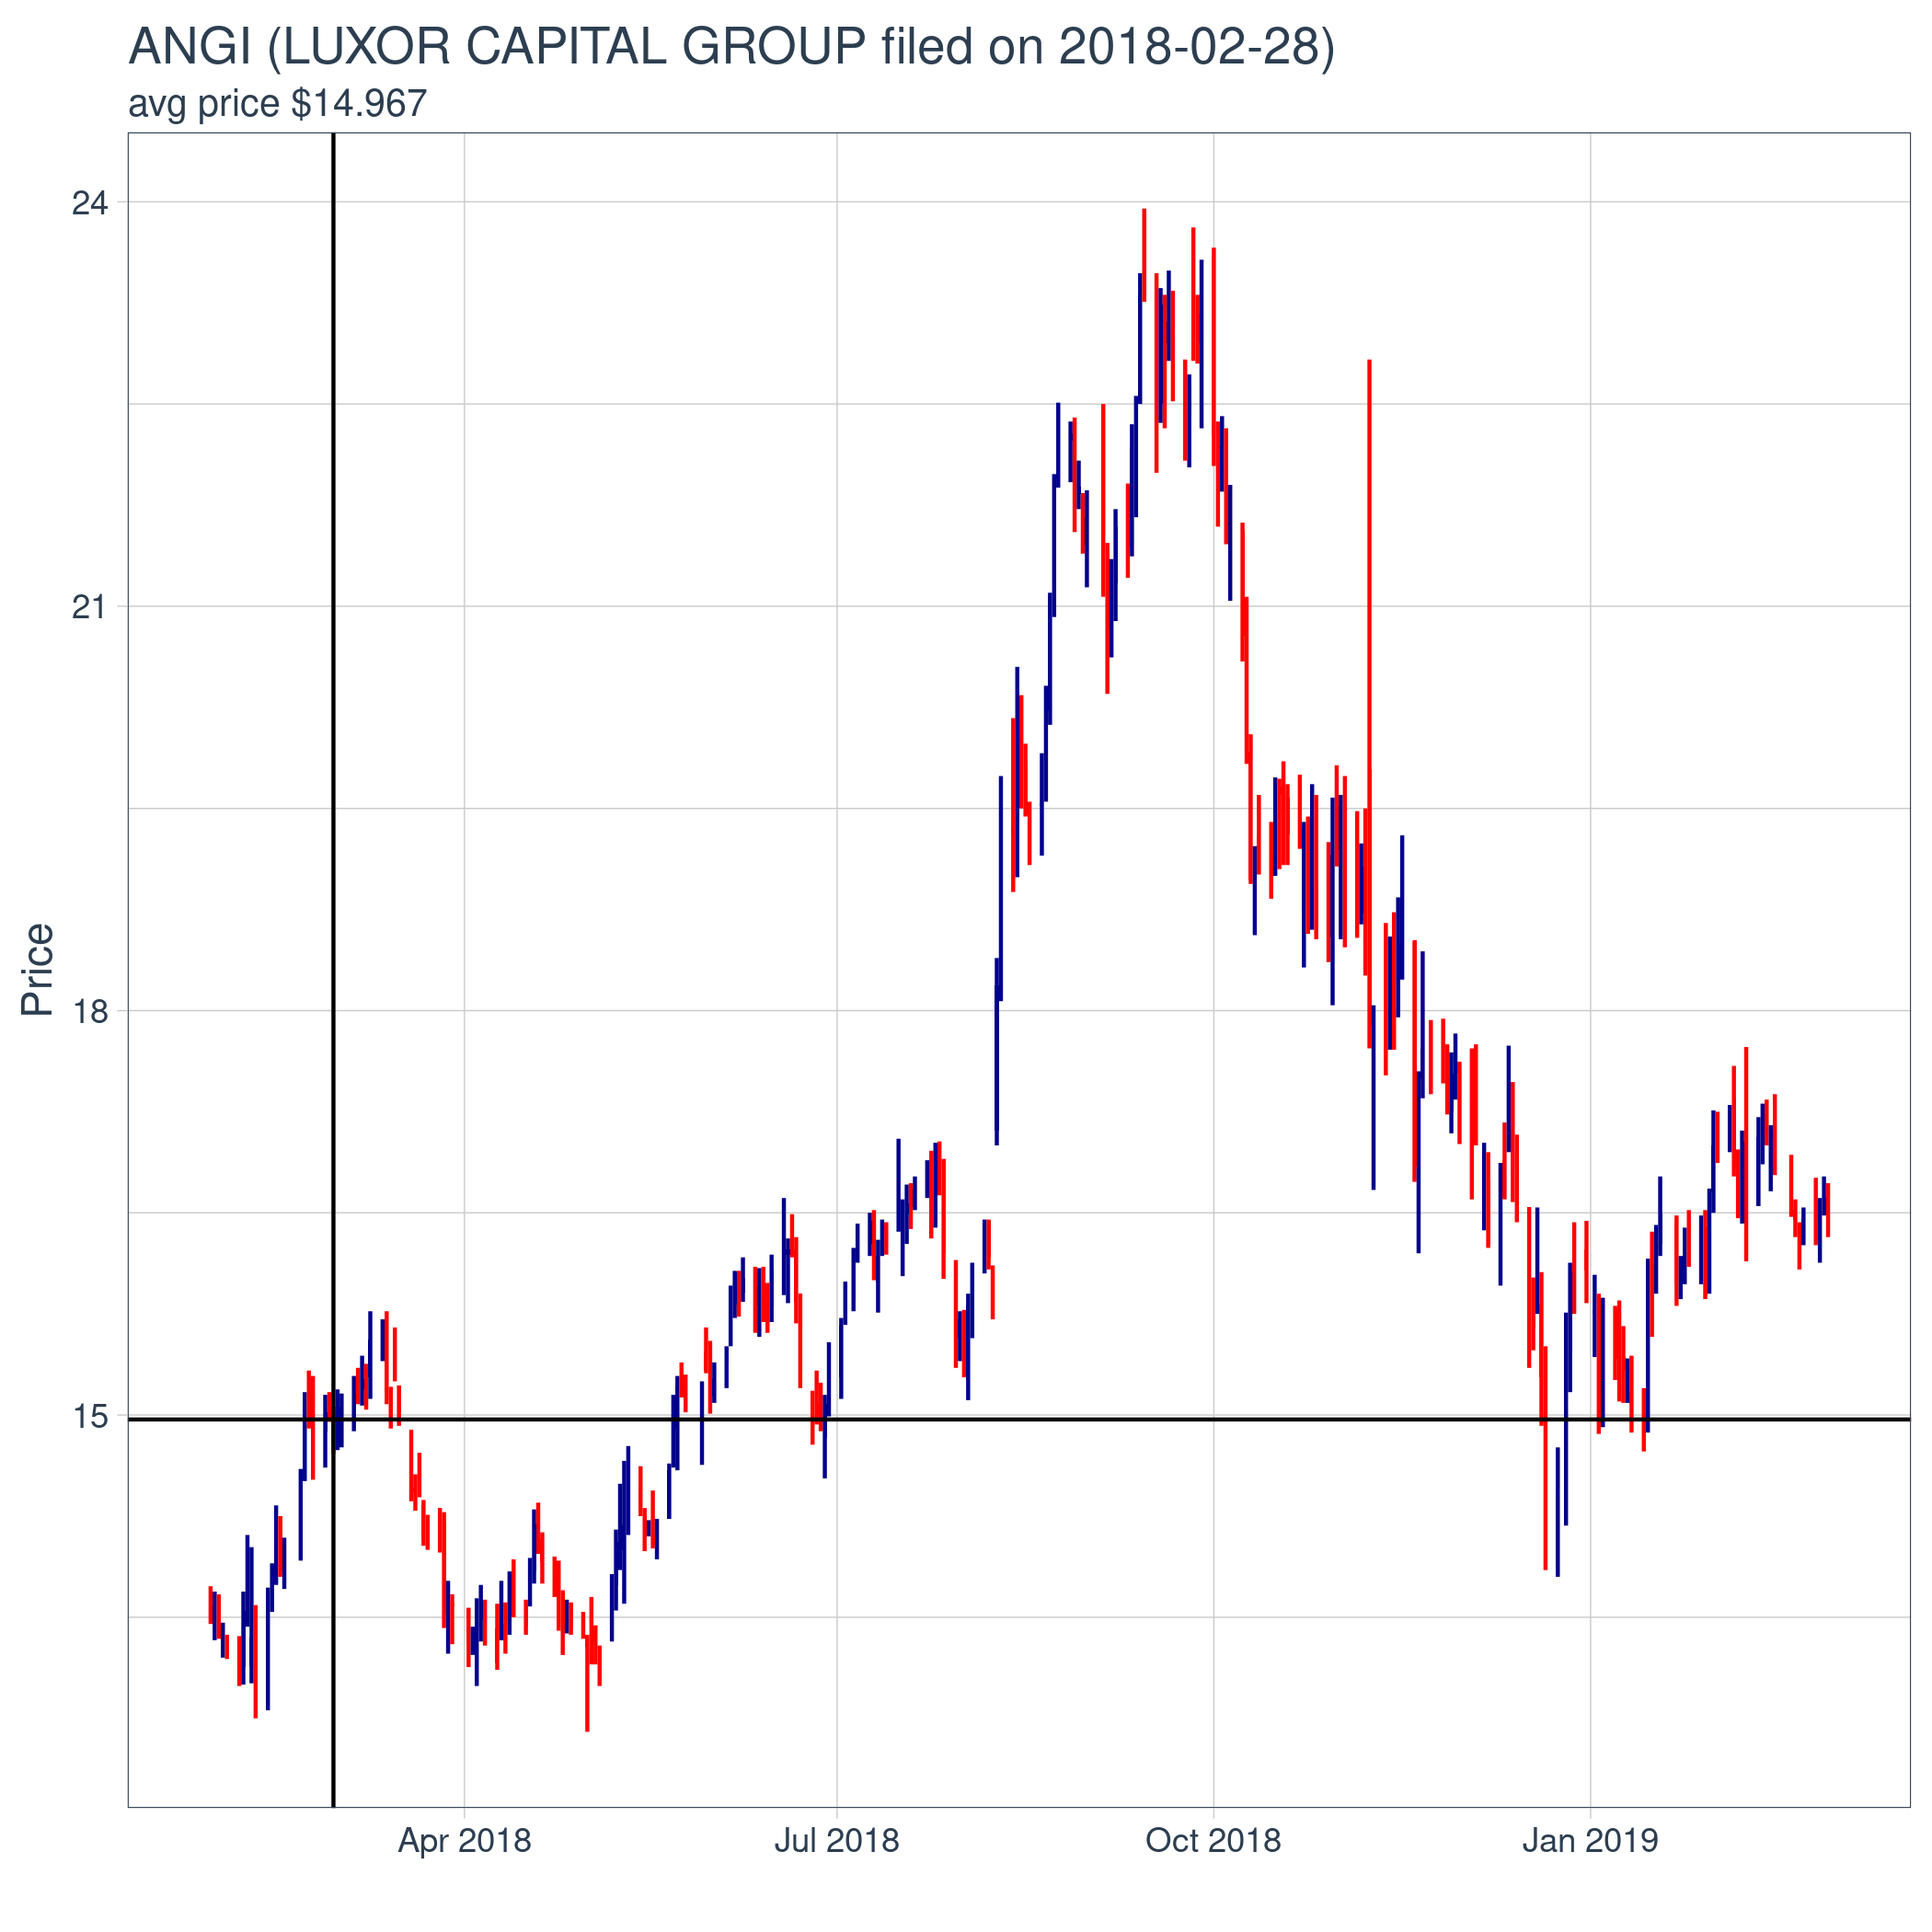 ANGI (LUXOR CAPITAL GROUP filed on 2018-02-28)
avg price $14.967
24
21
18
15
Price
Apr 2018
Jul 2018
Oct 2018
Jan 2019